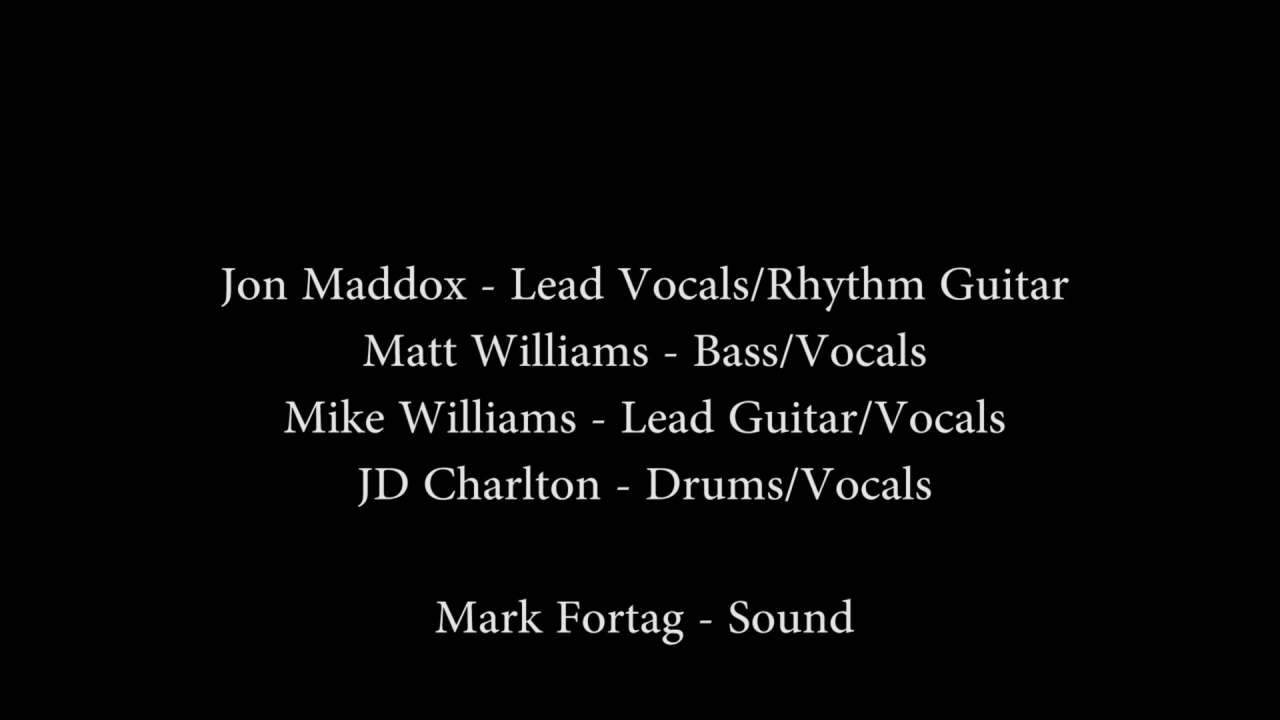 Jon Maddox - Lead Vocals/Rhythm Guitar
Matt Williams - Bass/Vocals
Mike Williams - Lead Guitar/Vocals
JD Charlton - Drums/Vocals
Mark Fortag - Sound